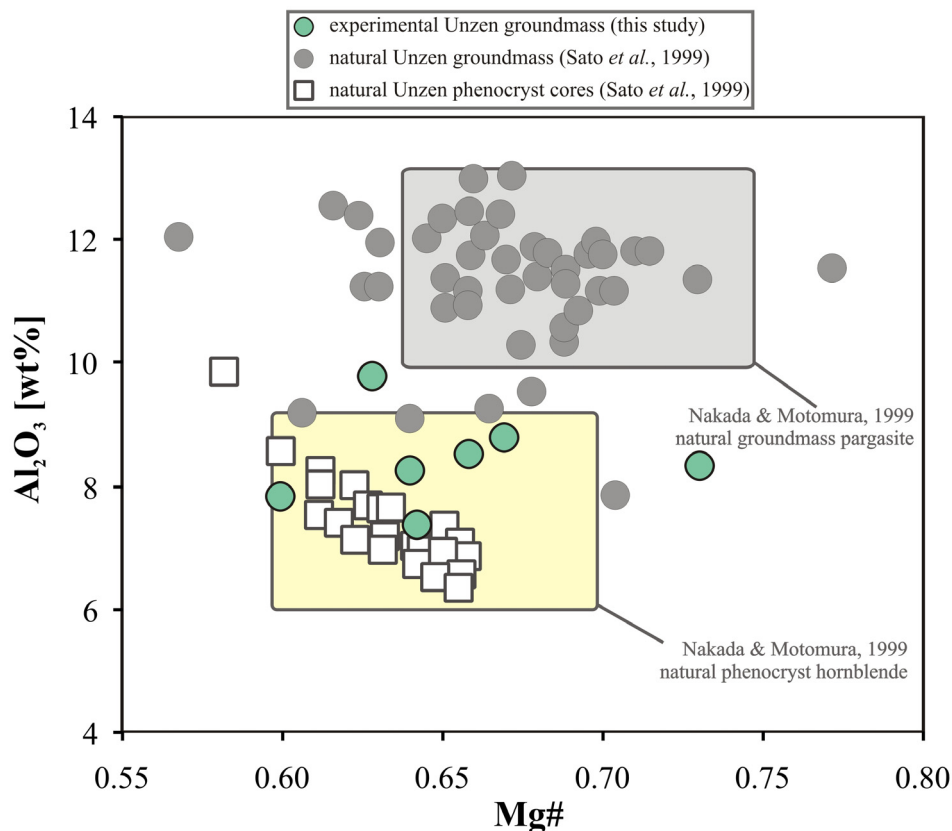 experimental Unzen groundmass (this study)
natural Unzen groundmass (Sato et al., 1999)
natural Unzen phenocryst cores (Sato et al., 1999)
14
12
10
8
6
4
Al₂O₃ [wt%]
Nakada & Motomura, 1999
natural groundmass pargasite
Nakada & Motomura, 1999
natural phenocryst hornblende
0.55 0.60 0.65 0.70 0.75 0.80
Mg#